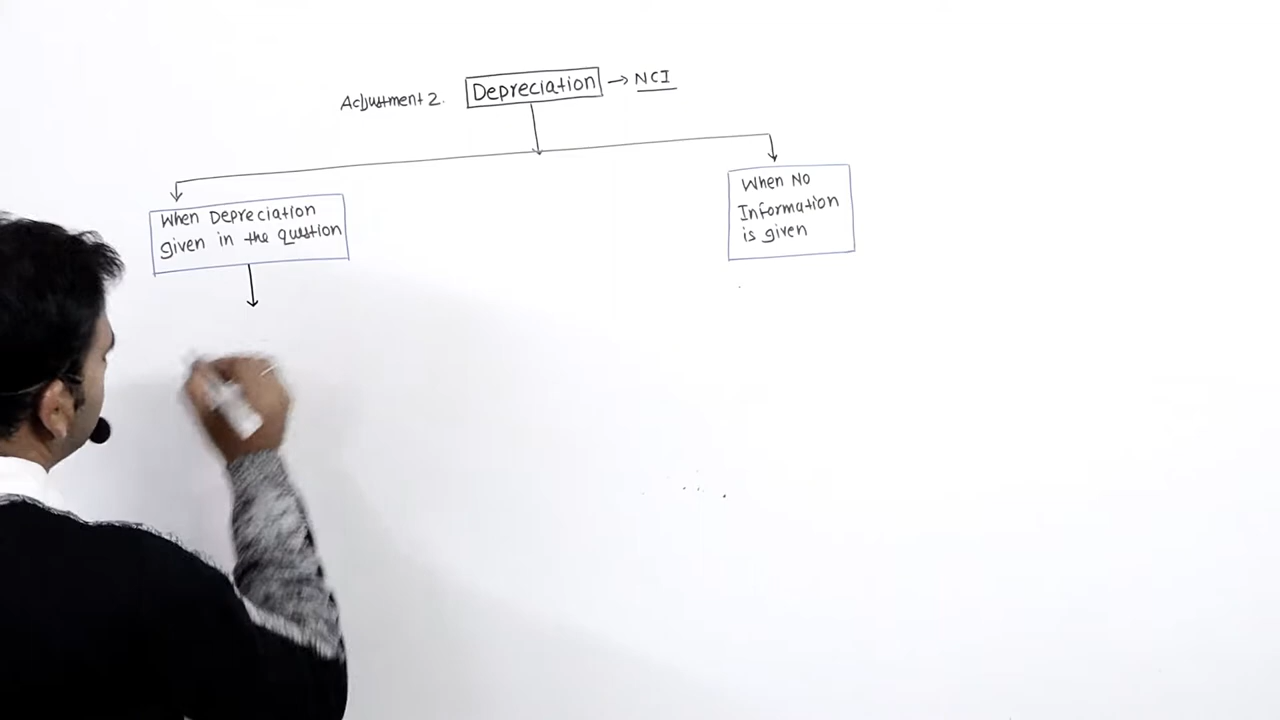 Adjustment 2. Depreciation → NCI
When Depreciation
given in the question
When No
Information
is given